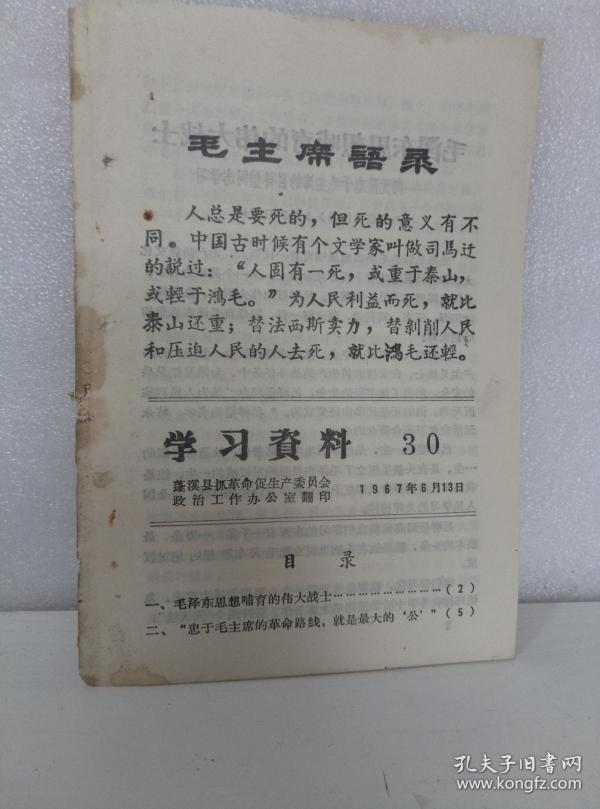 毛主席語录
人总是要死的，但死的意义有不
同。中国古时候有个文学家叫做司馬迁
的説过：“人固有一死，或重于泰山，
或輕于鴻毛。”为人民利益而死，就比
泰山还重；替法西斯卖力，替剝削人民
和压迫人民的人去死，就比鴻毛还輕。
学习資料 30
蓬溪县抓革命促生产委员会
政治工作办公室翻印
1967年6月13日
目录
一、毛泽东思想哺育的伟大战士……………………（2）
二、“忠于毛主席的革命路线，就是最大的‘公’”（5）
孔夫子旧书网
www.kongfz.com